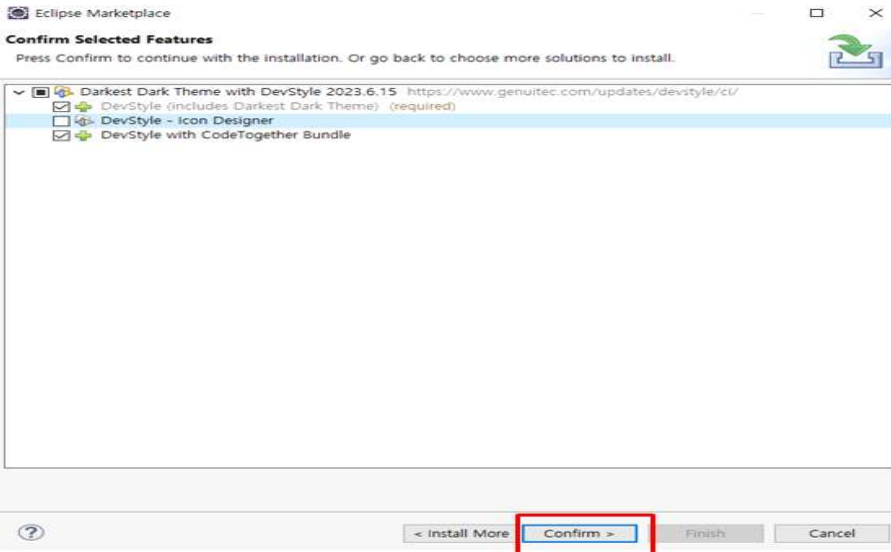 Eclipse Marketplace
Confirm Selected Features
Press Confirm to continue with the installation. Or go back to choose more solutions to install.
Darkest Dark Theme with DevStyle 2023.6.15 https://www.genuitec.com/updates/devstyle/ci/
DevStyle (includes Darkest Dark Theme) (required)
DevStyle - Icon Designer
DevStyle with CodeTogether Bundle
< Install More Confirm > Finish Cancel